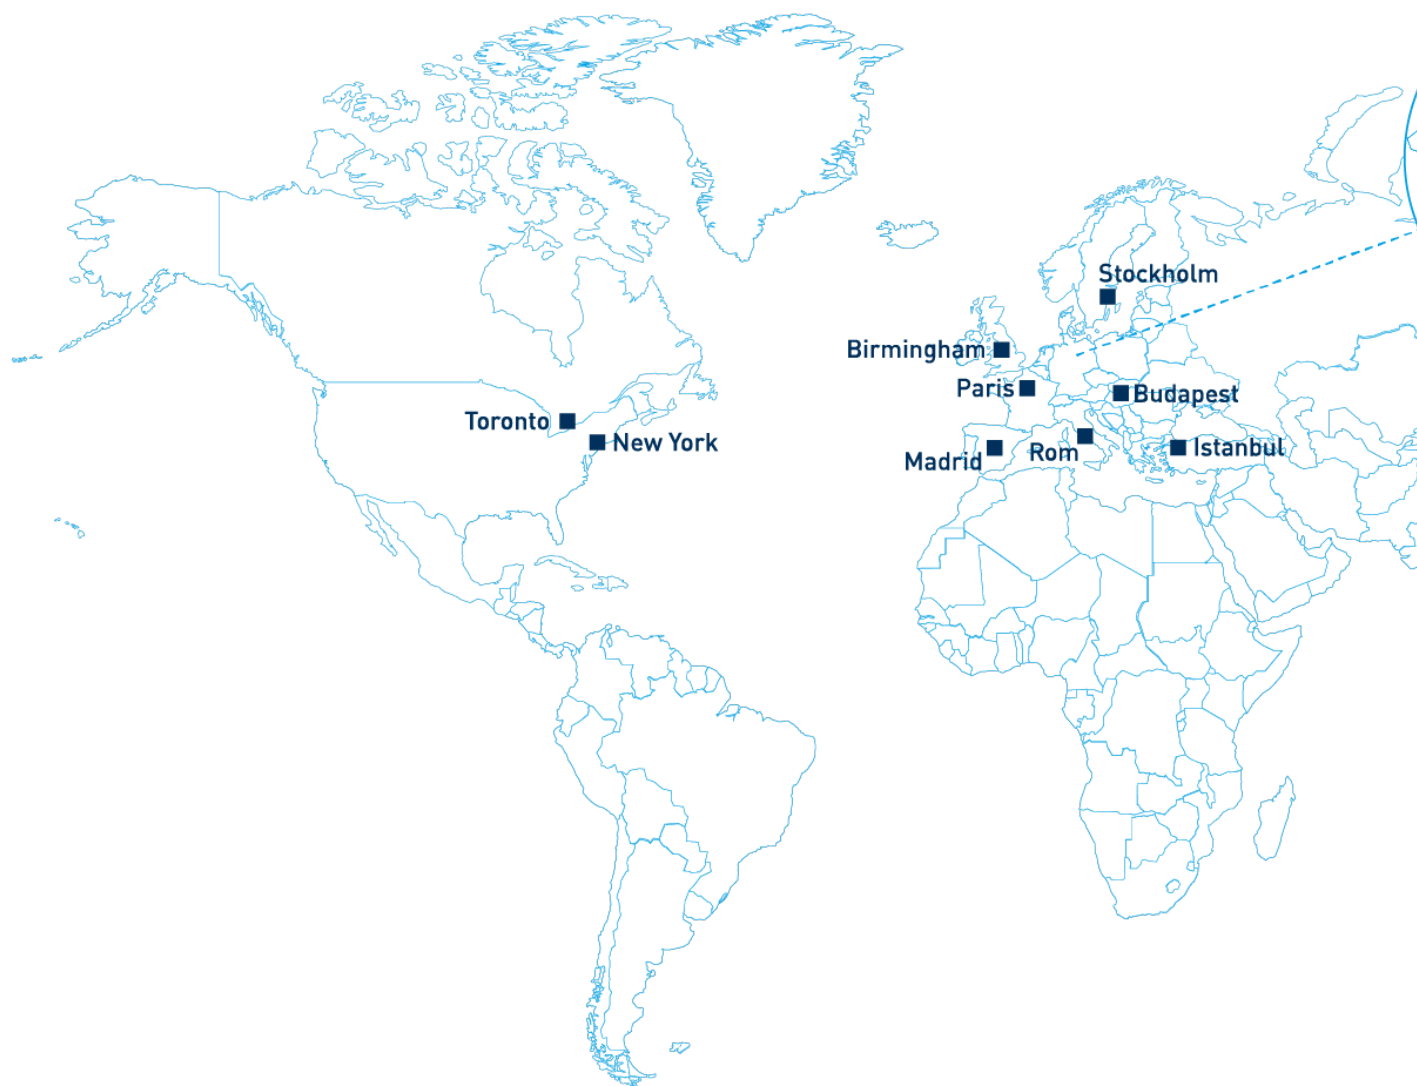 Stockholm
Birmingham
Paris
Budapest
Toronto
New York
Madrid
Rom
Istanbul